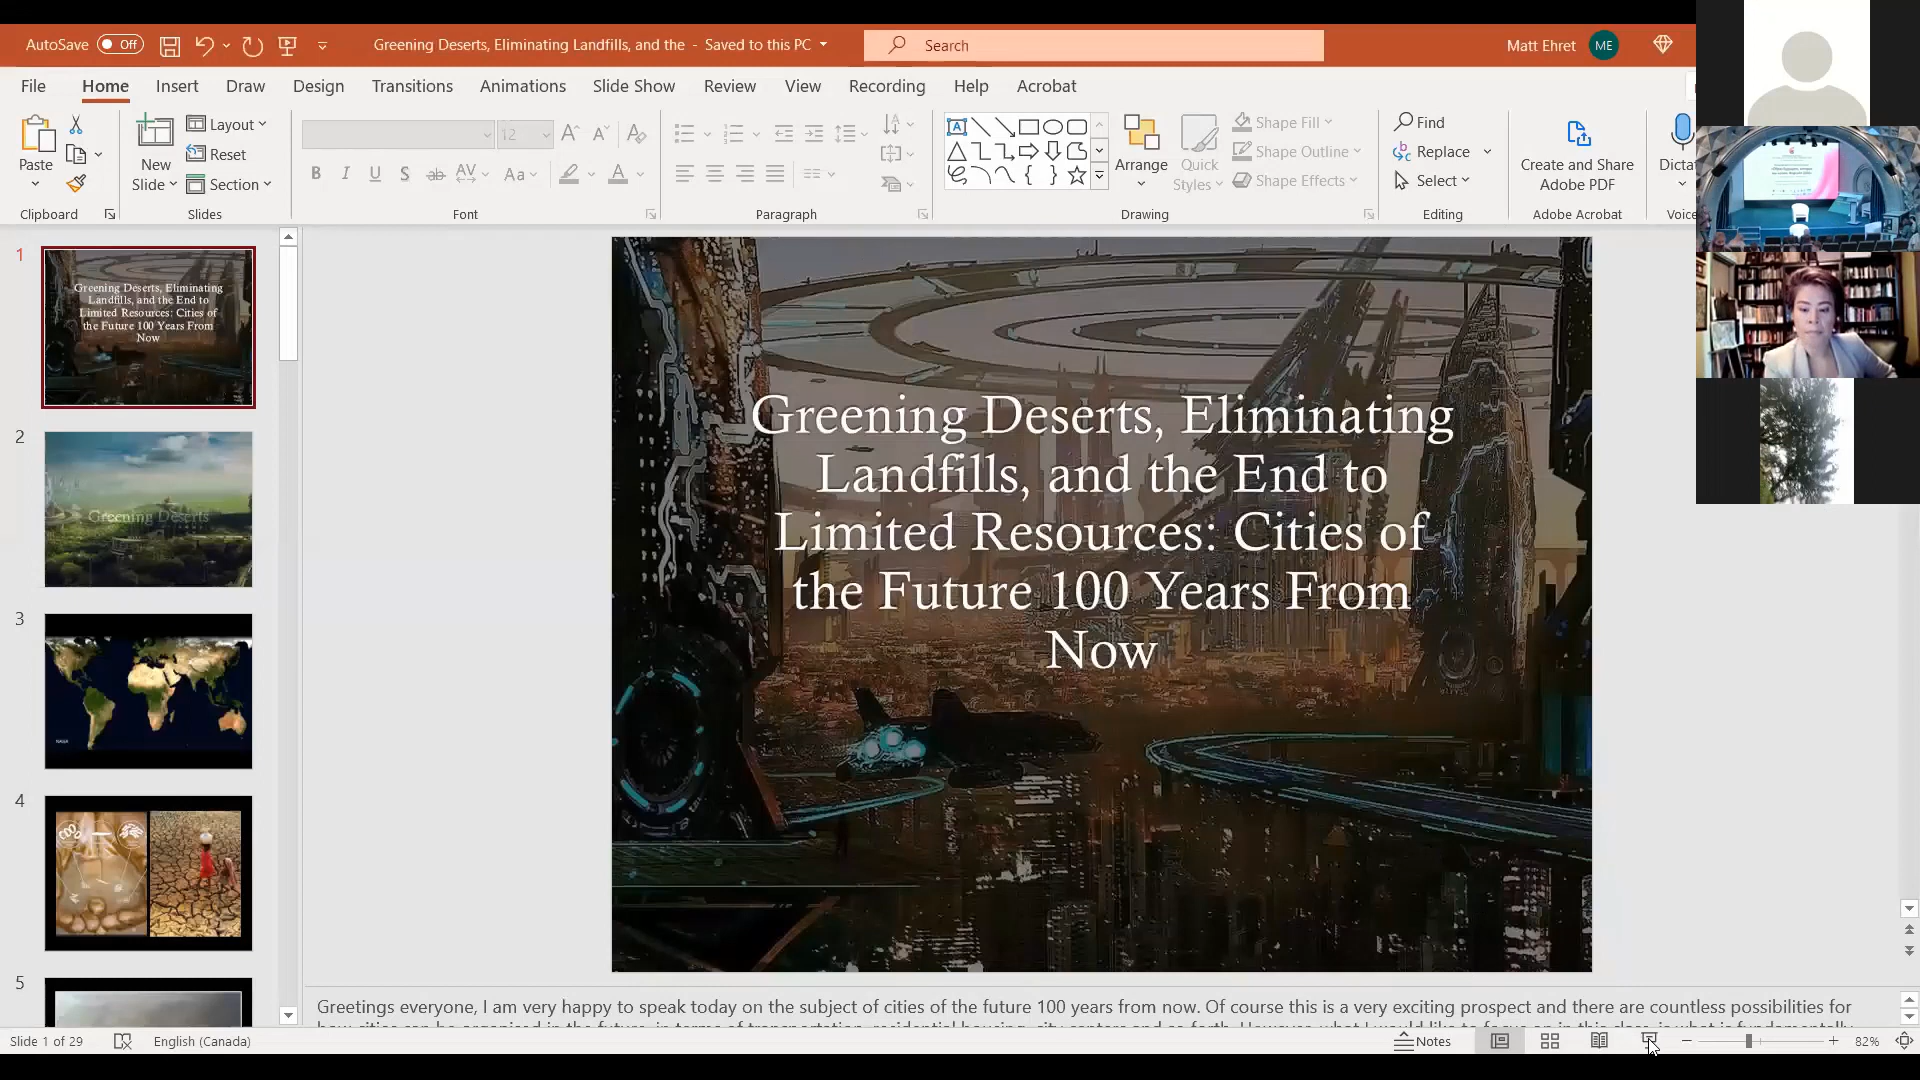 AutoSave Off
Greening Deserts, Eliminating Landfills, and the - Saved to this PC
Search
Matt Ehret ME
File Home Insert Draw Design Transitions Animations Slide Show Review View Recording Help Acrobat
Paste
Clipboard
New
Slide
Layout
Reset
Section
Slides
12
B I U S ab AV Aa A
Font
Paragraph
Arrange
Quick
Styles
Shape Fill
Shape Outline
Shape Effects
Drawing
Find
Replace
Select
Editing
Create and Share
Adobe PDF
Adobe Acrobat
Dictat
Voice
1
Greening Deserts, Eliminating
Landfills, and the End to
Limited Resources: Cities of
the Future 100 Years From
Now
2
Greening Deserts
3
NASA
4
5
Greening Deserts, Eliminating
Landfills, and the End to
Limited Resources: Cities of
the Future 100 Years From
Now
Greetings everyone, I am very happy to speak today on the subject of cities of the future 100 years from now. Of course this is a very exciting prospect and there are countless possibilities for
Slide 1 of 29
English (Canada)
Notes
82%